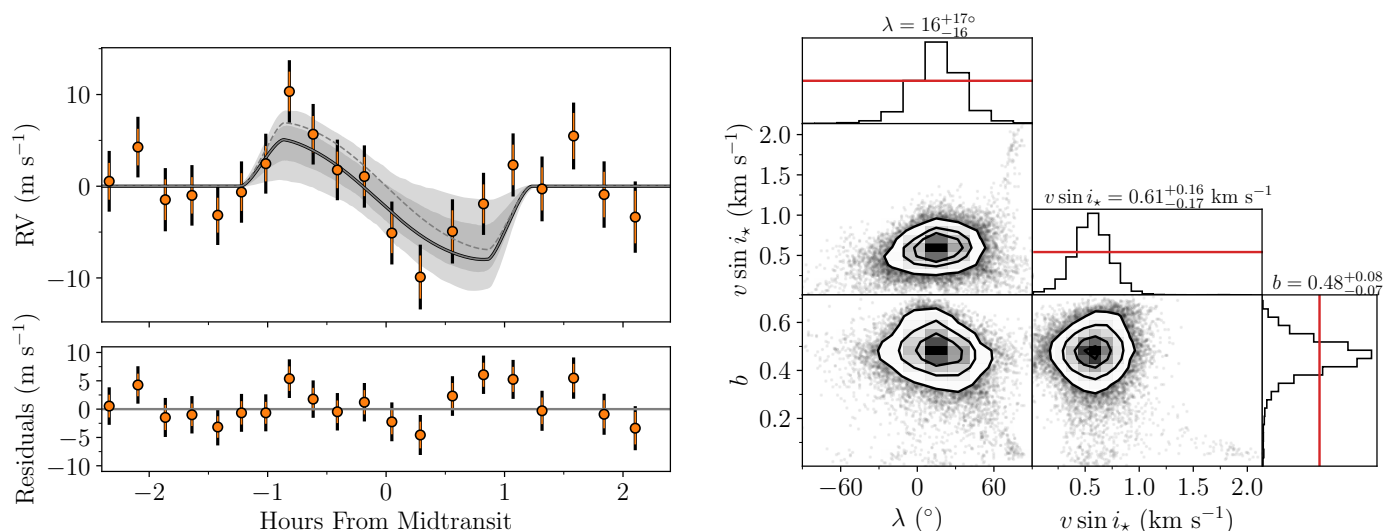 10
0
−10
RV (m s⁻¹)
10
5
0
−5
−10
Residuals (m s⁻¹)
−2 −1 0 1 2
Hours From Midtransit
λ = 16⁺¹⁷₋₁₆°
2.0
1.5
1.0
0.5
v sin i⋆ (km s⁻¹)
v sin i⋆ = 0.61⁺⁰·¹⁶₋₀.₁₇ km s⁻¹
b = 0.48⁺⁰·⁰⁸₋₀.₀₇
0.6
0.4
0.2
b
−60 0 60
λ (°)
0.5 1.0 1.5 2.0
v sin i⋆ (km s⁻¹)